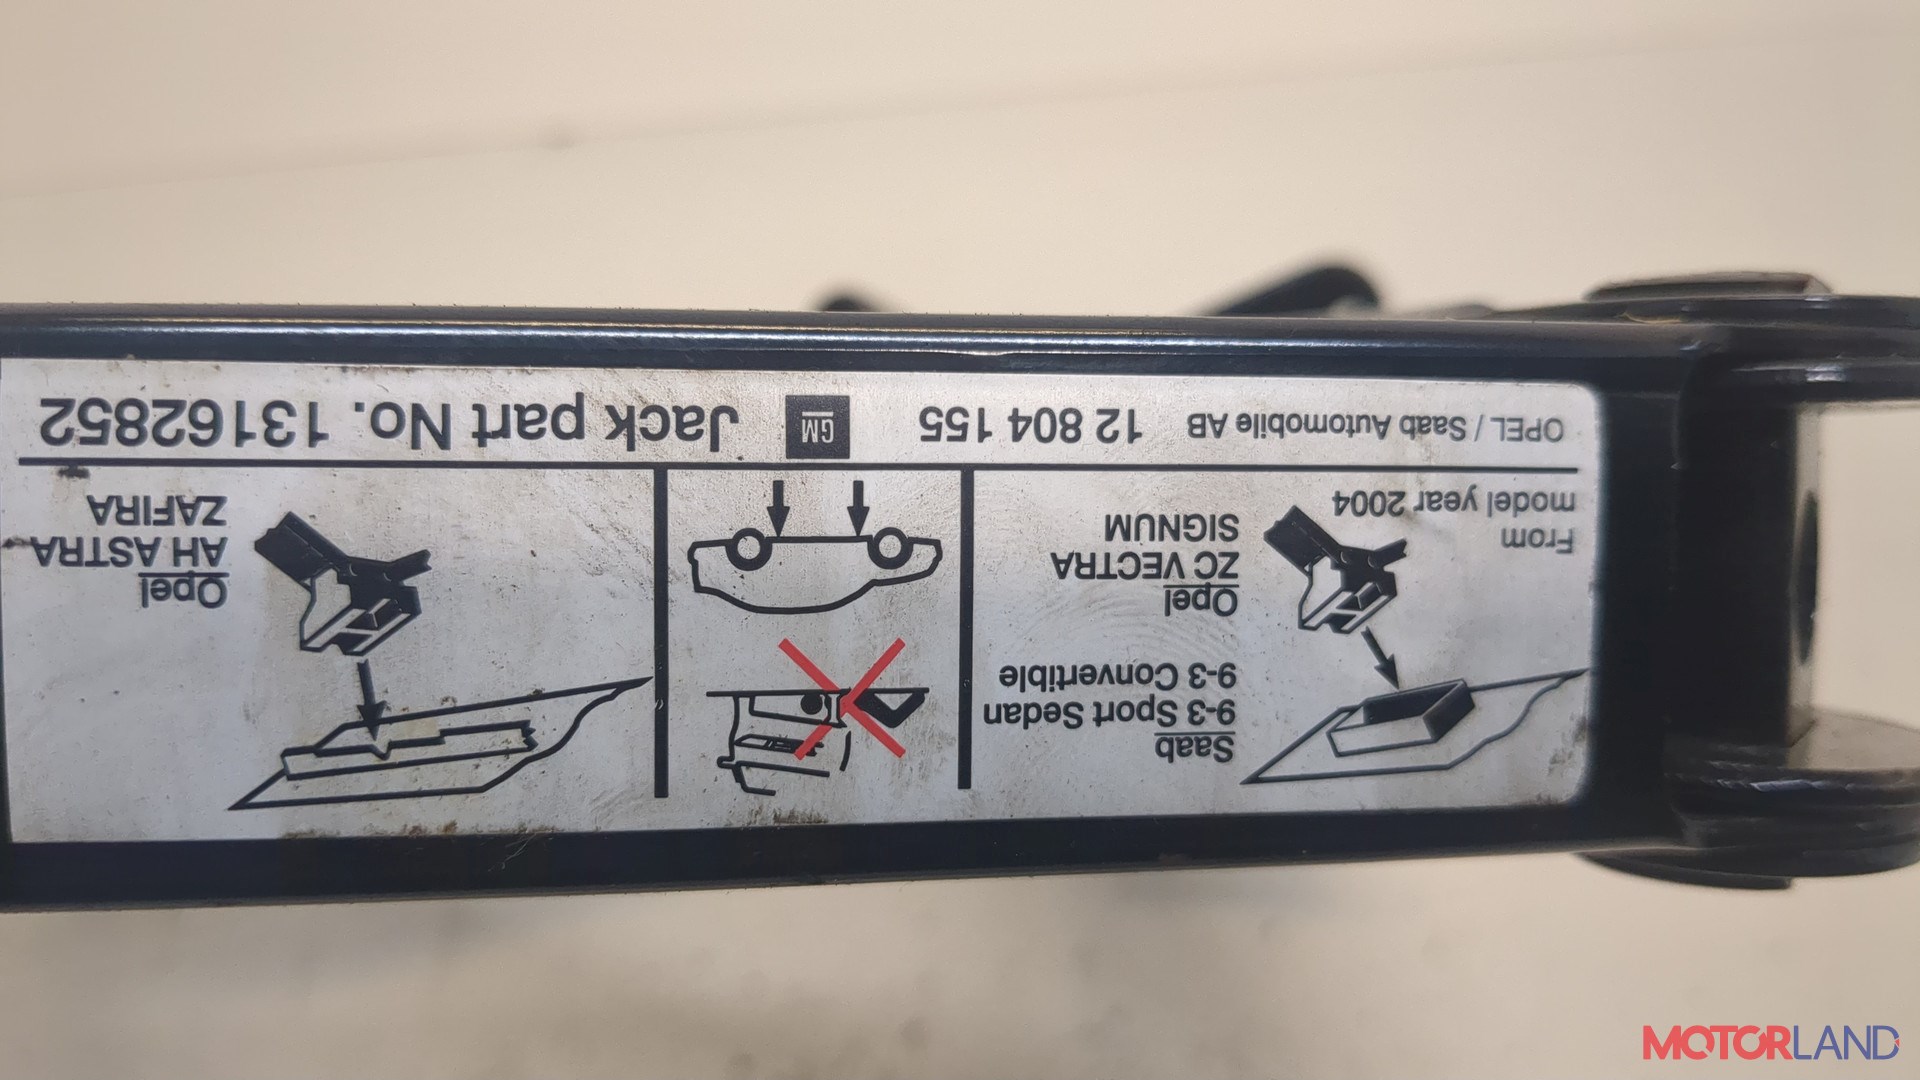 OPEL / Saab Automobile AB 12 804 155 GM Jack part No. 13162852
From
model year 2004
Saab
9-3 Sport Sedan
9-3 Convertible
Opel
ZC VECTRA
SIGNUM
Opel
AH ASTRA
ZAFIRA
MOTORLAND